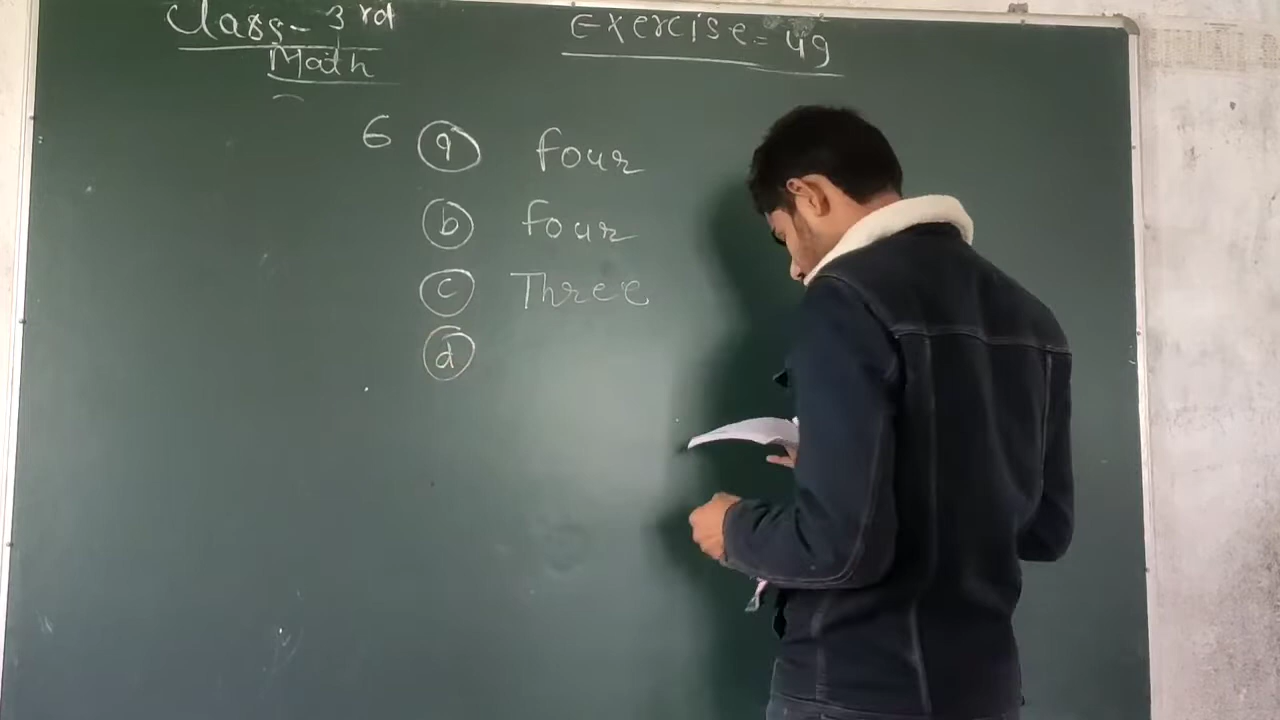 Class - 3rd
Math
Exercise = 49
6 (a) four
(b) four
(c) Three
(d)